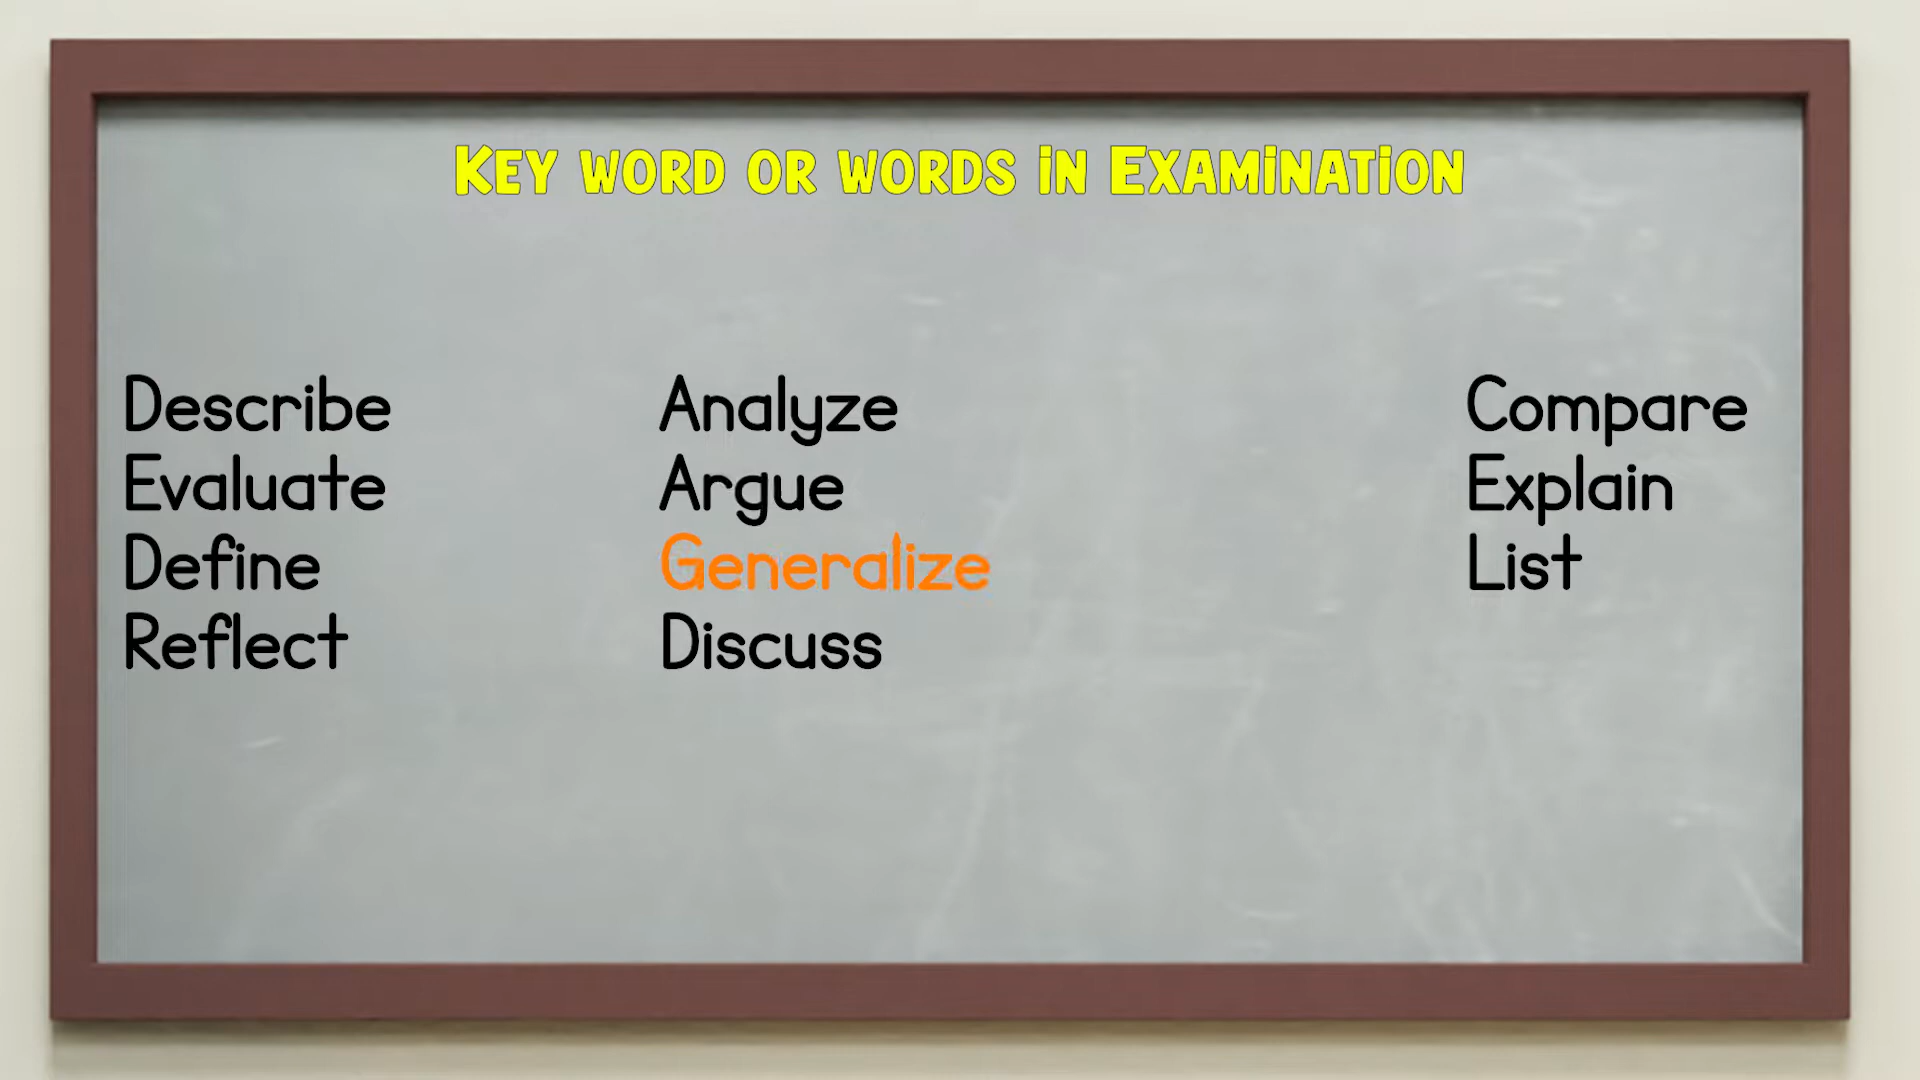 Key word or words in Examination
Describe
Evaluate
Define
Reflect
Analyze
Argue
Generalize
Discuss
Compare
Explain
List